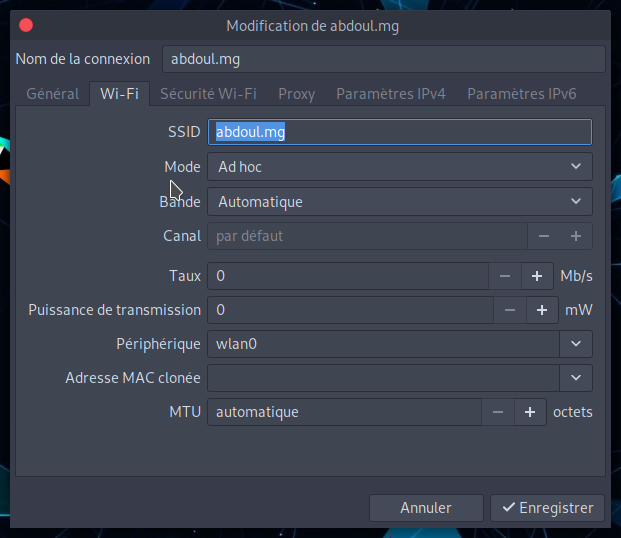 Modification de abdoul.mg
Nom de la connexion abdoul.mg
Général Wi-Fi Sécurité Wi-Fi Proxy Paramètres IPv4 Paramètres IPv6
SSID abdoul.mg
Mode Ad hoc
Bande Automatique
Canal par défaut
Taux 0 Mb/s
Puissance de transmission 0 mW
Périphérique wlan0
Adresse MAC clonée
MTU automatique octets
Annuler Enregistrer